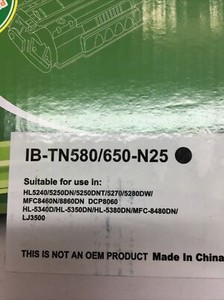 IB-TN580/650-N25
Suitable for use in:
HL5240/5250DN/5250DNT/5270/5280DW/
MFC8460N/8860DN DCP8060
HL-5340D/HL-5350DN/HL-5380DN/MFC-8480DN/
LJ3500
THIS IS NOT AN OEM PRODUCT Made In China